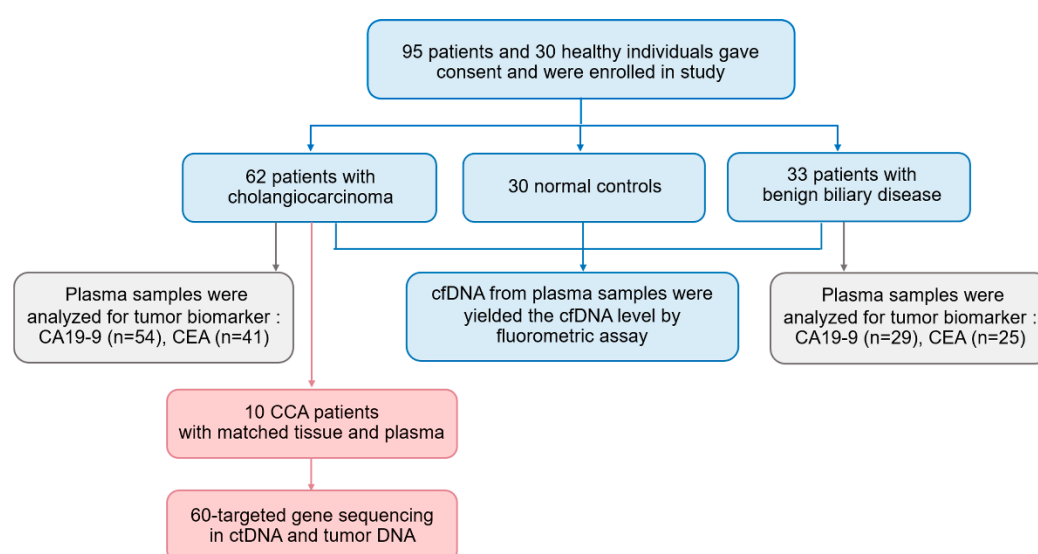 95 patients and 30 healthy individuals gave
consent and were enrolled in study
62 patients with
cholangiocarcinoma
30 normal controls
33 patients with
benign biliary disease
Plasma samples were
analyzed for tumor biomarker :
CA19-9 (n=54), CEA (n=41)
cfDNA from plasma samples were
yielded the cfDNA level by
fluorometric assay
Plasma samples were
analyzed for tumor biomarker :
CA19-9 (n=29), CEA (n=25)
10 CCA patients
with matched tissue and plasma
60-targeted gene sequencing
in ctDNA and tumor DNA